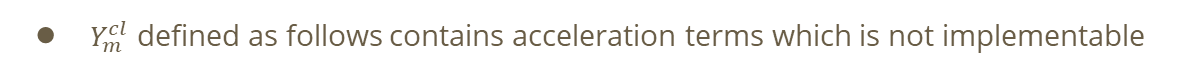 ● $Y_m^{cl}$ defined as follows contains acceleration terms which is not implementable